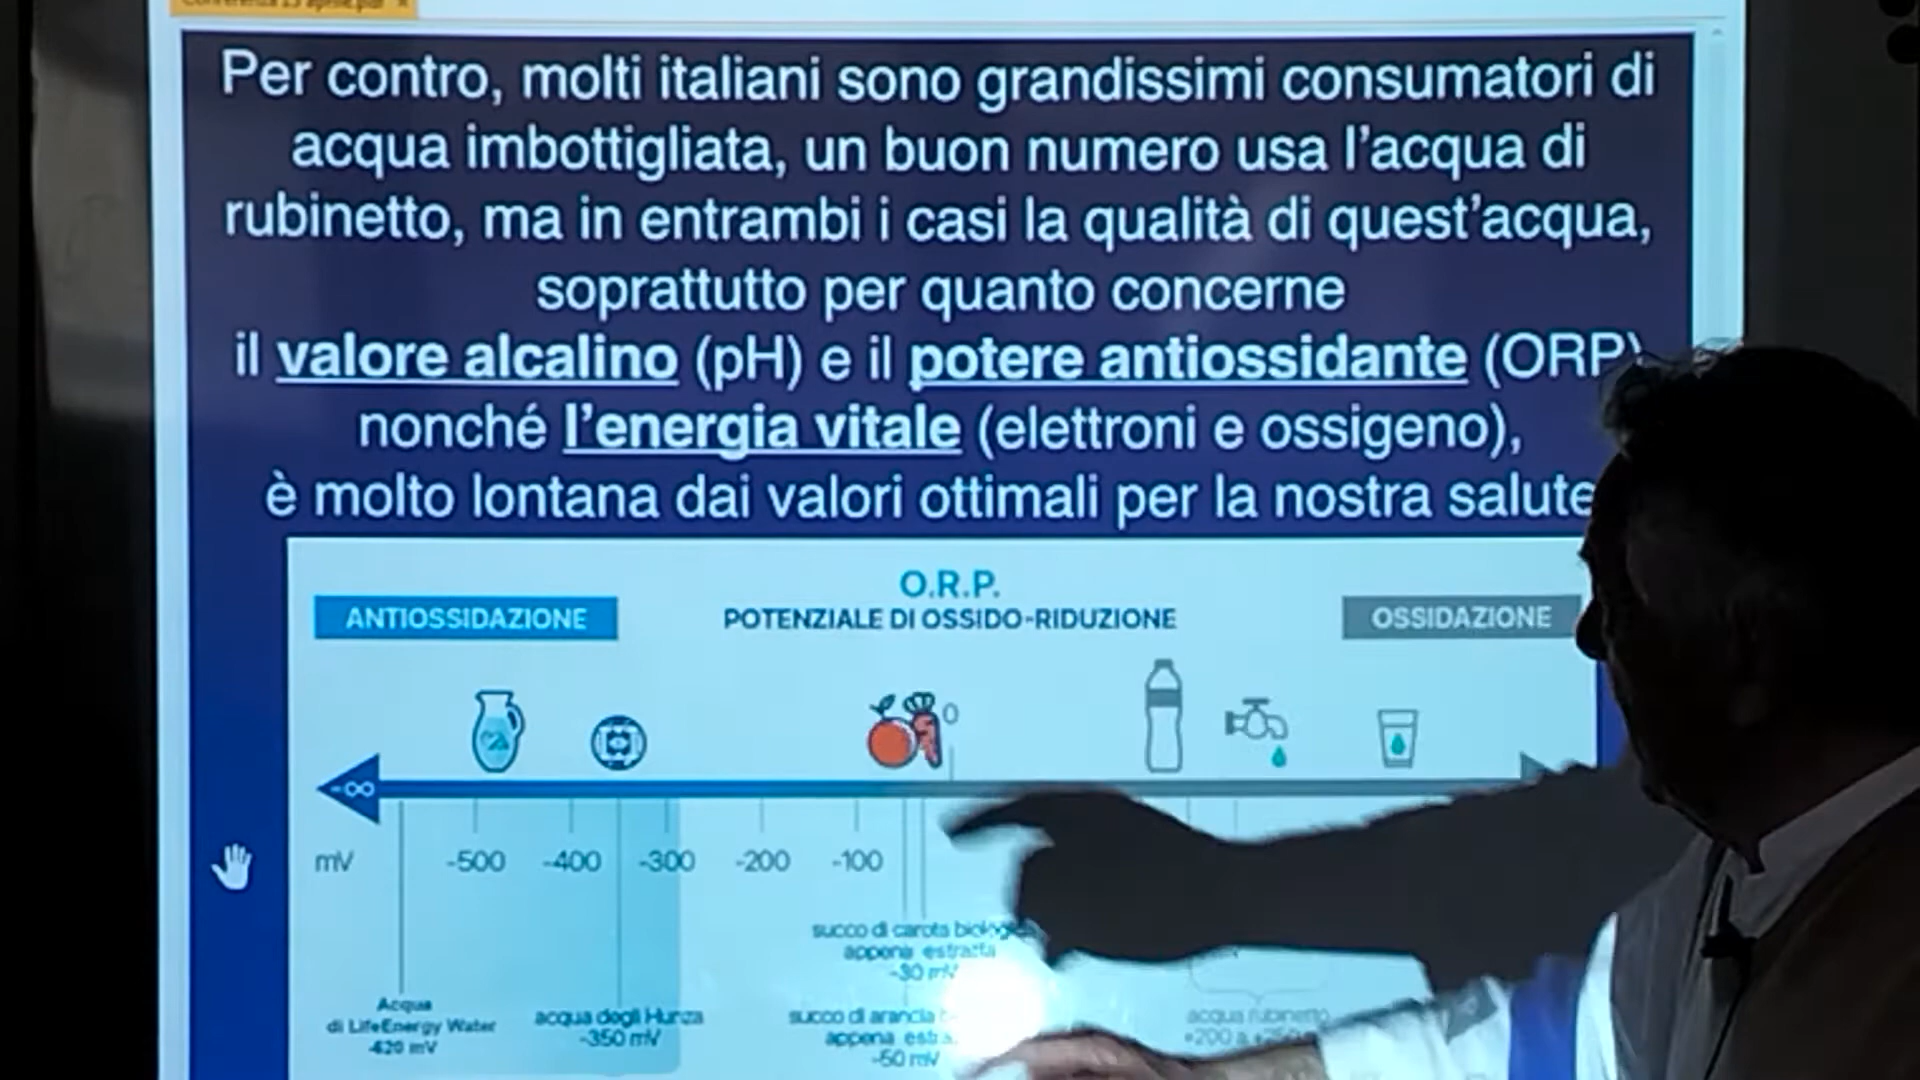 Per contro, molti italiani sono grandissimi consumatori di
acqua imbottigliata, un buon numero usa l'acqua di
rubinetto, ma in entrambi i casi la qualità di quest'acqua,
soprattutto per quanto concerne
il valore alcalino (pH) e il potere antiossidante (ORP)
nonché l'energia vitale (elettroni e ossigeno),
è molto lontana dai valori ottimali per la nostra salute
O.R.P.
ANTIOSSIDAZIONE
POTENZIALE DI OSSIDO-RIDUZIONE
OSSIDAZIONE
0
-∞
mV
-500
-400
-300
-200
-100
succo di carota
appena estratta
-30 mV
Acqua
di LifeEnergy Water
acqua degli Hunza
-350 mV
succo di arancia
appena
-50 mV
acqua rubinetto
+200 a